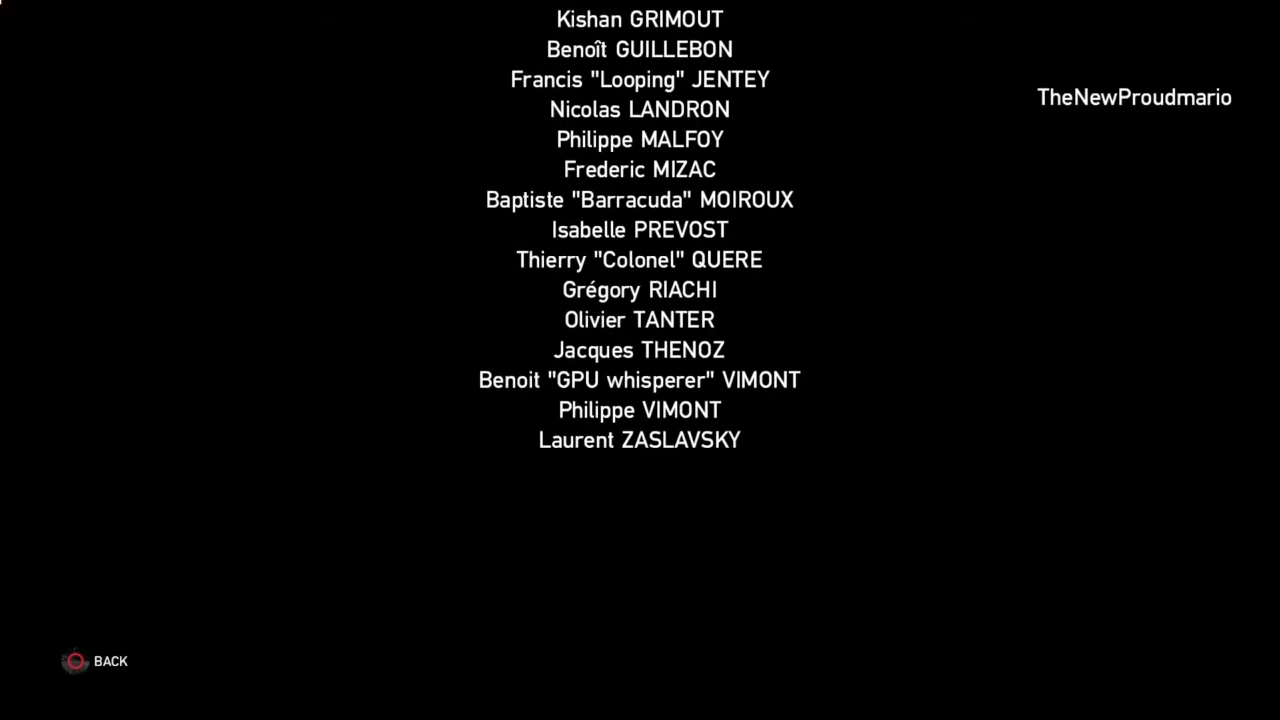 Kishan GRIMOUT
Benoît GUILLEBON
Francis "Looping" JENTEY
TheNewProudmario
Nicolas LANDRON
Philippe MALFOY
Frederic MIZAC
Baptiste "Barracuda" MOIROUX
Isabelle PREVOST
Thierry "Colonel" QUERE
Grégory RIACHI
Olivier TANTER
Jacques THENOZ
Benoit "GPU whisperer" VIMONT
Philippe VIMONT
Laurent ZASLAVSKY
BACK